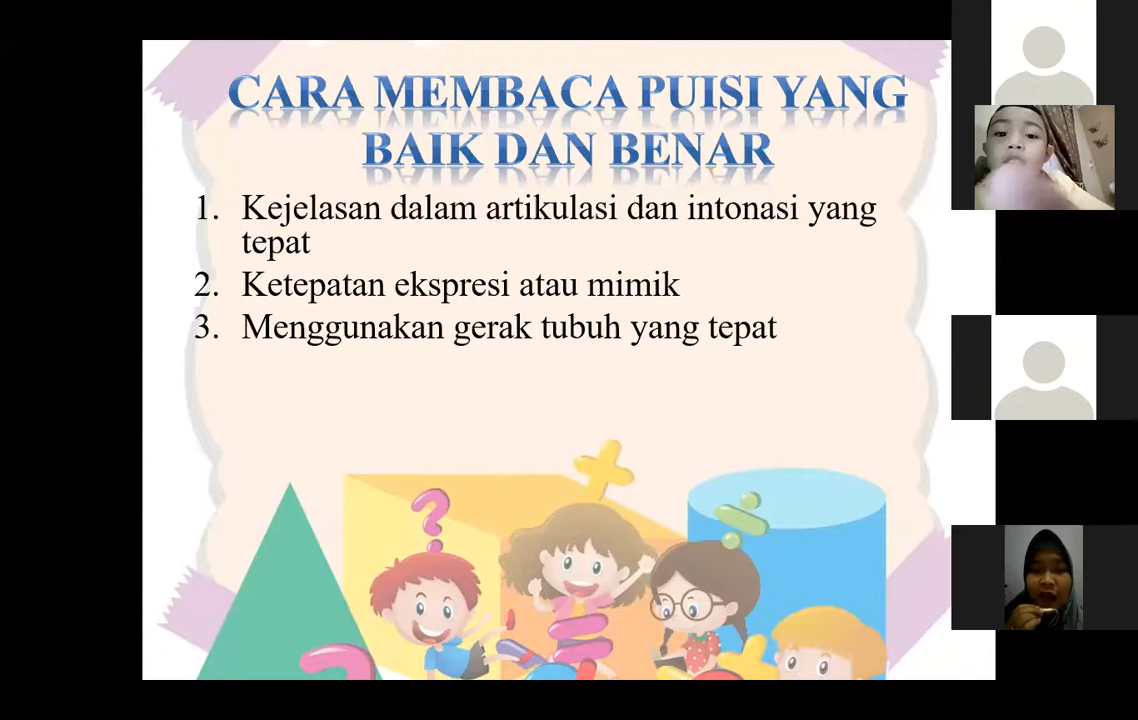 CARA MEMBACA PUISI YANG
BAIK DAN BENAR
1. Kejelasan dalam artikulasi dan intonasi yang
tepat
2. Ketepatan ekspresi atau mimik
3. Menggunakan gerak tubuh yang tepat